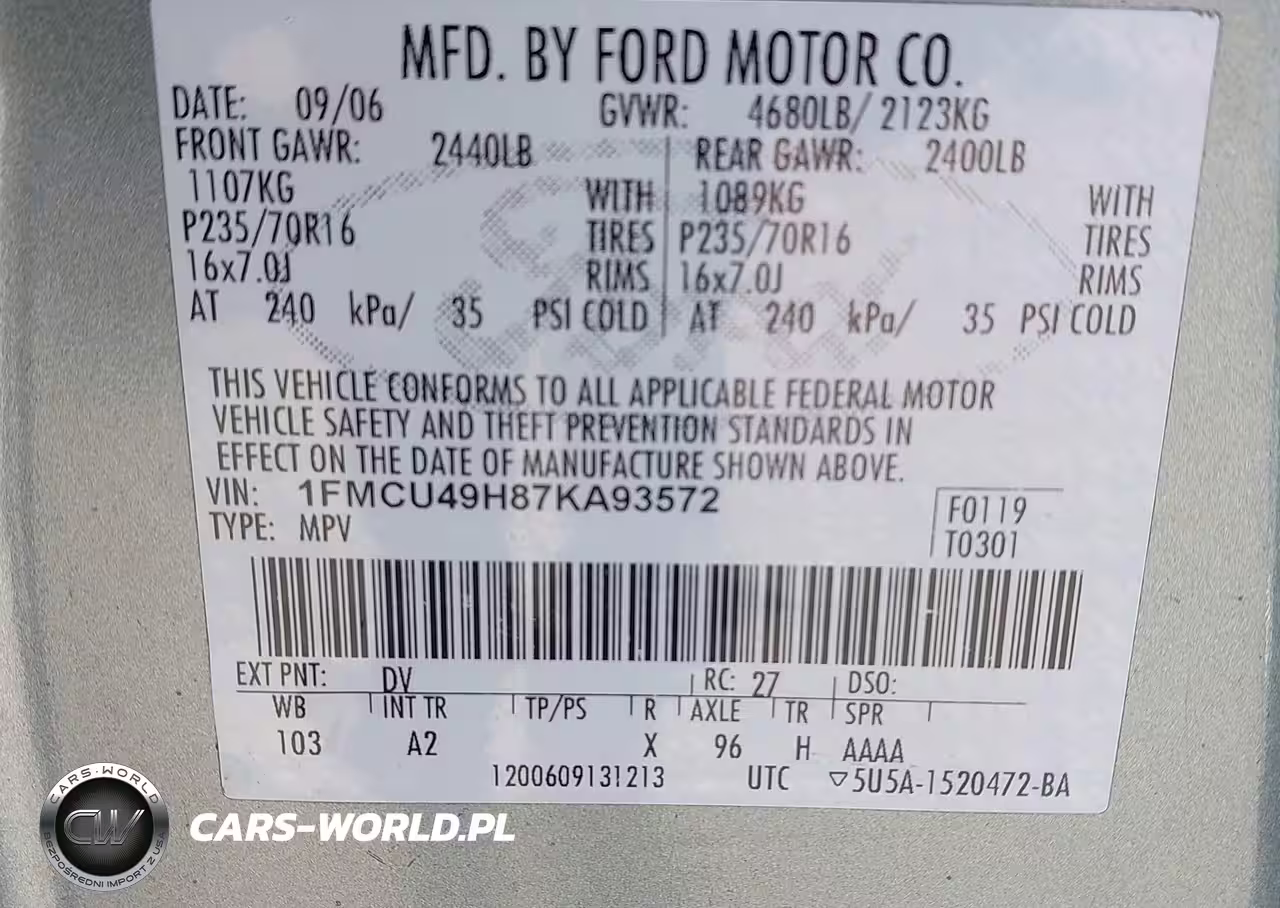 MFD. BY FORD MOTOR CO.
DATE: 09/06 GVWR: 4680LB/ 2123KG
FRONT GAWR: 2440LB REAR GAWR: 2400LB
1107KG WITH 1089KG WITH
P235/70R16 TIRES P235/70R16 TIRES
16x7.0J RIMS 16x7.0J RIMS
AT 240 kPa/ 35 PSI COLD AT 240 kPa/ 35 PSI COLD
THIS VEHICLE CONFORMS TO ALL APPLICABLE FEDERAL MOTOR
VEHICLE SAFETY AND THEFT PREVENTION STANDARDS IN
EFFECT ON THE DATE OF MANUFACTURE SHOWN ABOVE.
VIN: 1FMCU49H87KA93572
TYPE: MPV
F0119
T0301
EXT PNT: DV RC: 27 DSO:
WB INT TR TP/PS R AXLE TR SPR
103 A2 X 96 H AAAA
1200609131213 UTC ▽5U5A-1520472-BA
CARS-WORLD
CW
BEZPOŚREDNI IMPORT Z USA
CARS-WORLD.PL